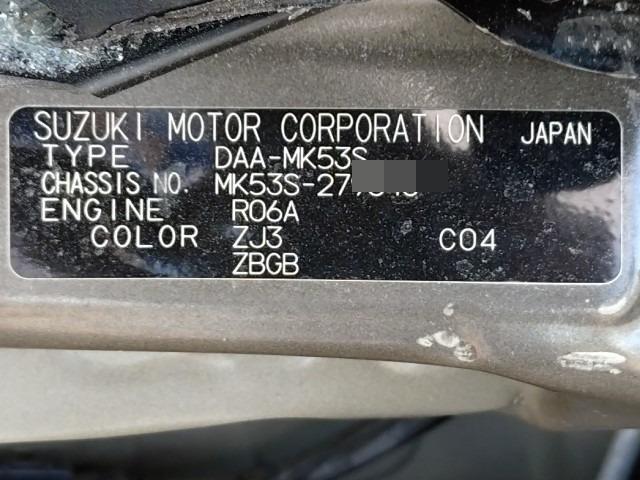 SUZUKI MOTOR CORPORATION JAPAN
TYPE DAA-MK53S
CHASSIS NO. MK53S-27
ENGINE R06A
COLOR ZJ3 C04
ZBGB